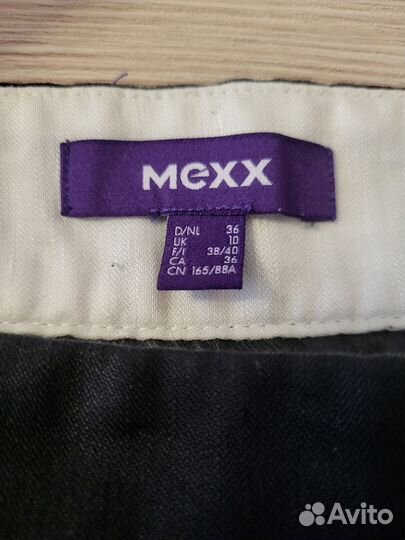 MEXX
D/NL 36
UK 10
F/I 38/40
CA 36
CN 165/88A
Avito